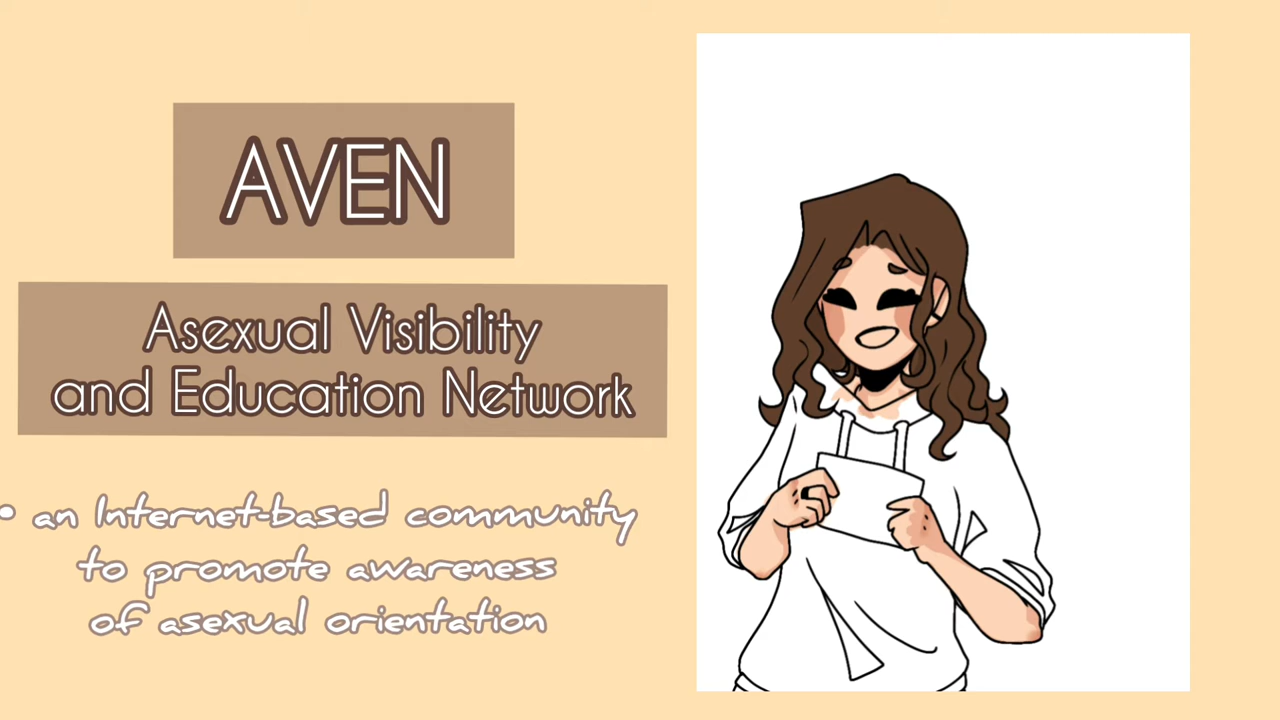 AVEN
Asexual Visibility
and Education Network
• an Internet-based community
to promote awareness
of asexual orientation